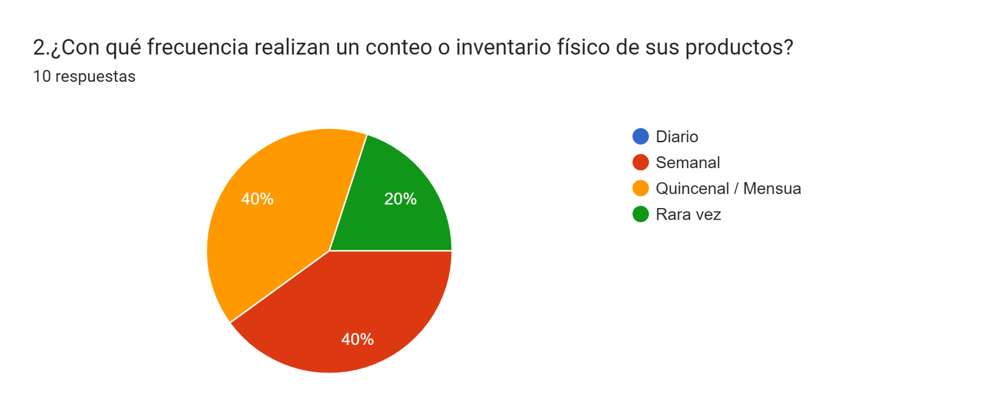 2.¿Con qué frecuencia realizan un conteo o inventario físico de sus productos?
10 respuestas
40%
20%
40%
Diario
Semanal
Quincenal / Mensua
Rara vez